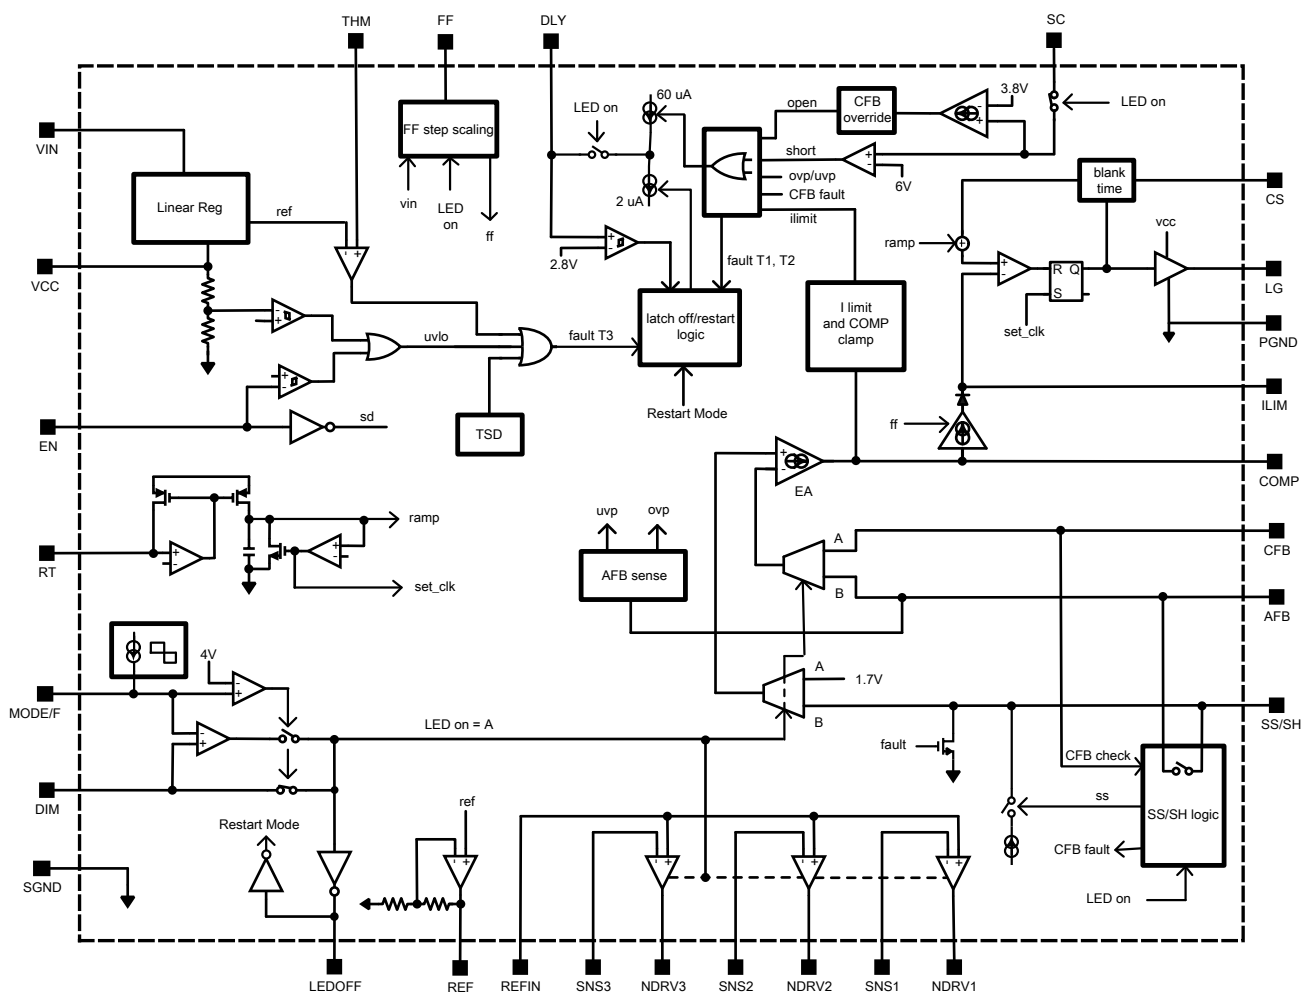 THM
FF
DLY
SC
VIN
VCC
EN
RT
MODE/F
DIM
SGND
CS
LG
PGND
ILIM
COMP
CFB
AFB
SS/SH
LEDOFF
REF
REFIN
SNS3
NDRV3
SNS2
NDRV2
SNS1
NDRV1
Linear Reg
ref
- +
FF step scaling
vin
LED
on
ff
LED on
60 uA
2 uA
2.8V
+
-
open
short
ovp/uvp
CFB fault
ilimit
CFB
override
3.8V
-
+
+
-
6V
LED on
fault T1, T2
latch off/restart
logic
Restart Mode
I limit
and COMP
clamp
blank
time
ramp
+
+
-
R Q
S
set_clk
vcc
ff
-
+
+
-
uvlo
fault T3
TSD
sd
+
-
EA
+
-
ramp
+
-
set_clk
uvp
ovp
AFB sense
A
B
A
B
1.7V
4V
-
+
-
+
LED on = A
fault
CFB check
ss
SS/SH logic
CFB fault
LED on
Restart Mode
ref
- +
- +
- +
- +